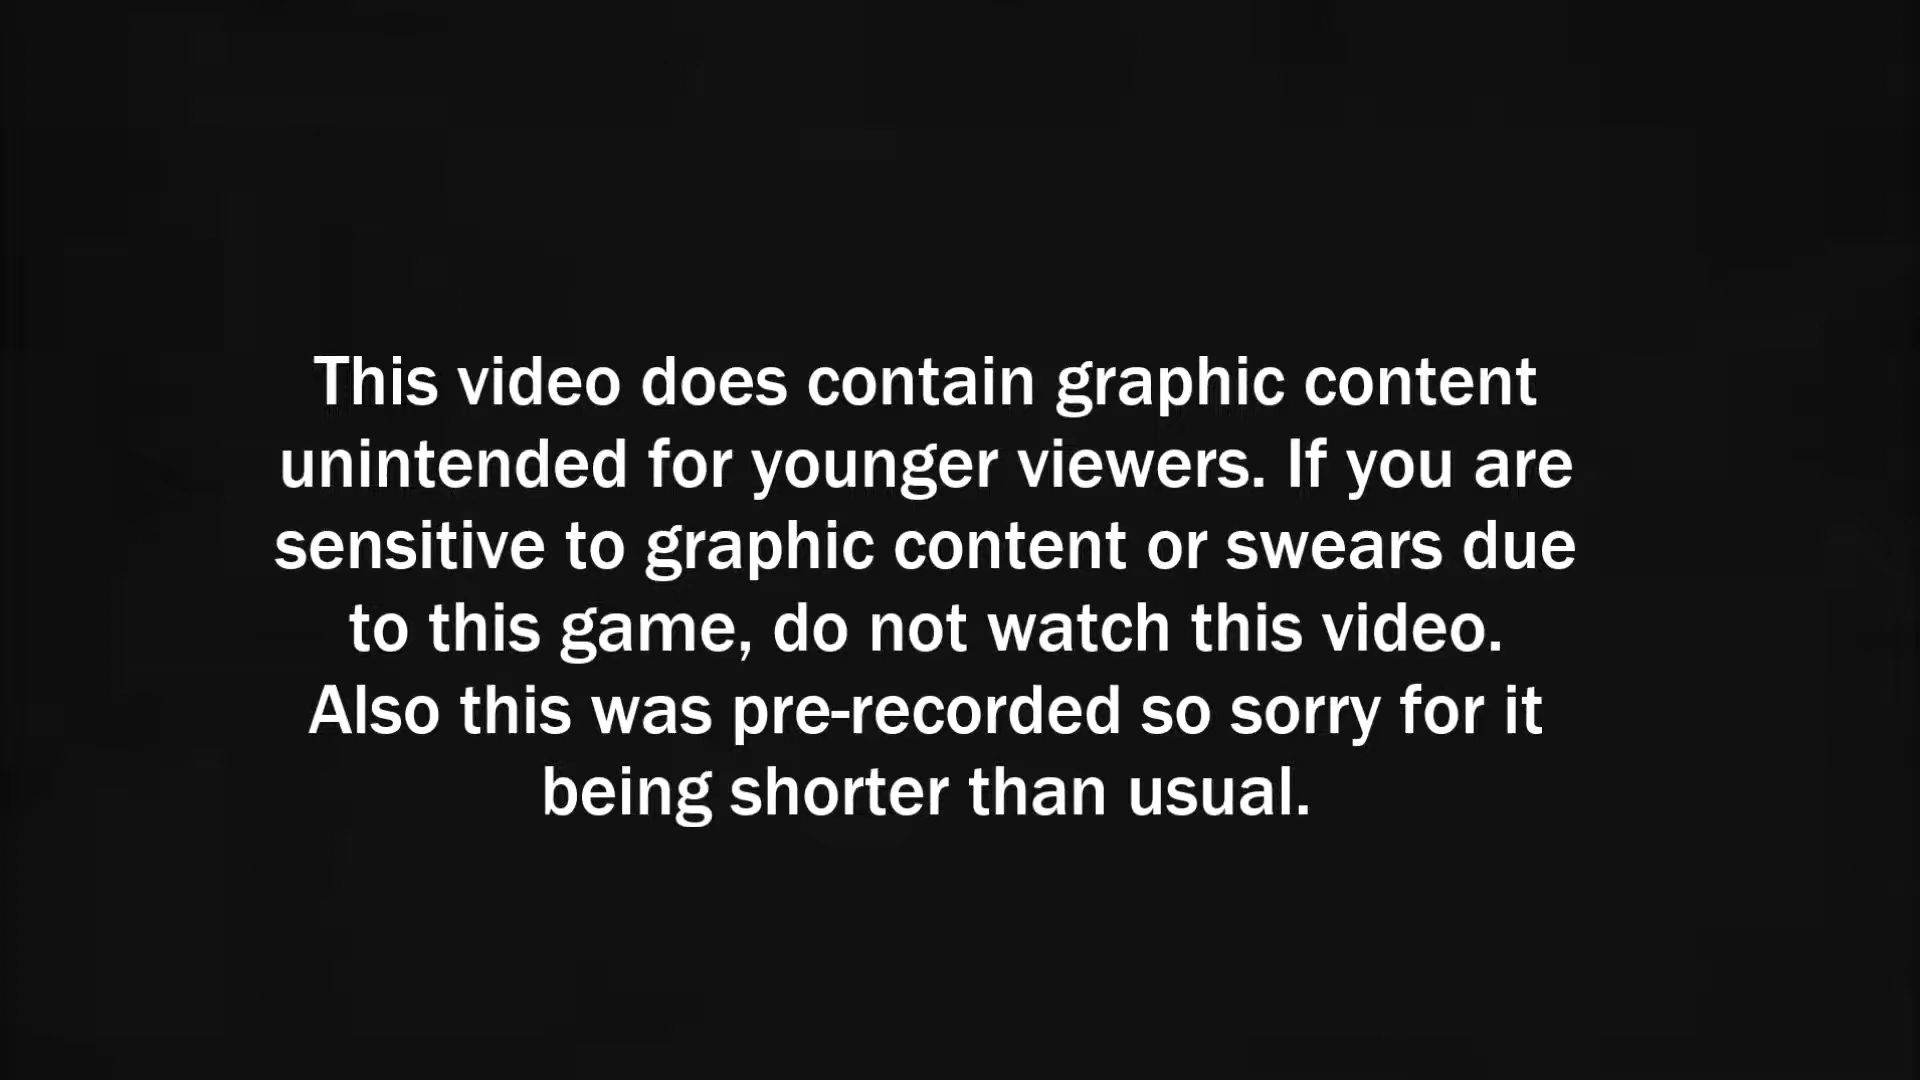 This video does contain graphic content
unintended for younger viewers. If you are
sensitive to graphic content or swears due
to this game, do not watch this video.
Also this was pre-recorded so sorry for it
being shorter than usual.